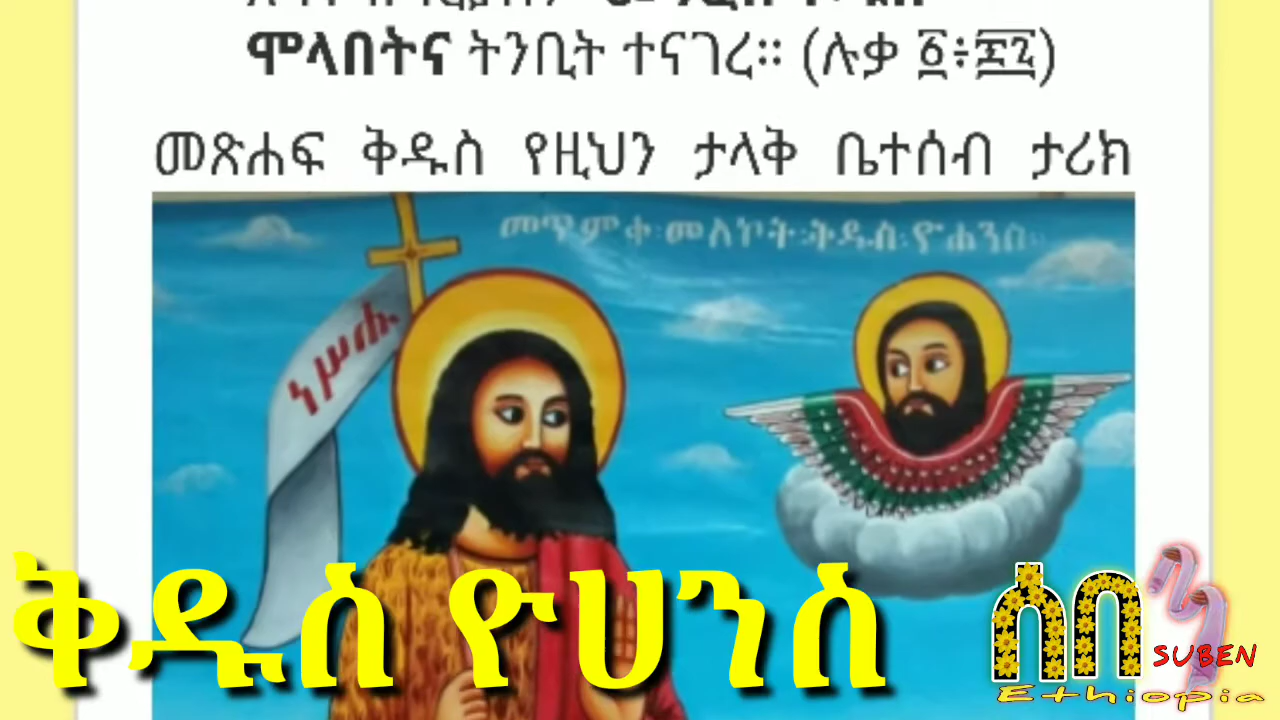 ሞላበትና ትንቢት ተናገረ። (ሉቃ ፩፥፷፯)
መጽሐፍ ቅዱስ የዚህን ታላቅ ቤተሰብ ታሪክ
መጥምቀ፡መለኮት፡ቅዱስ፡ዮሐንስ፡
ነሥሐ
ቅዱስ ዮሀንስ
ሰበን
SUBEN
Ethiopia